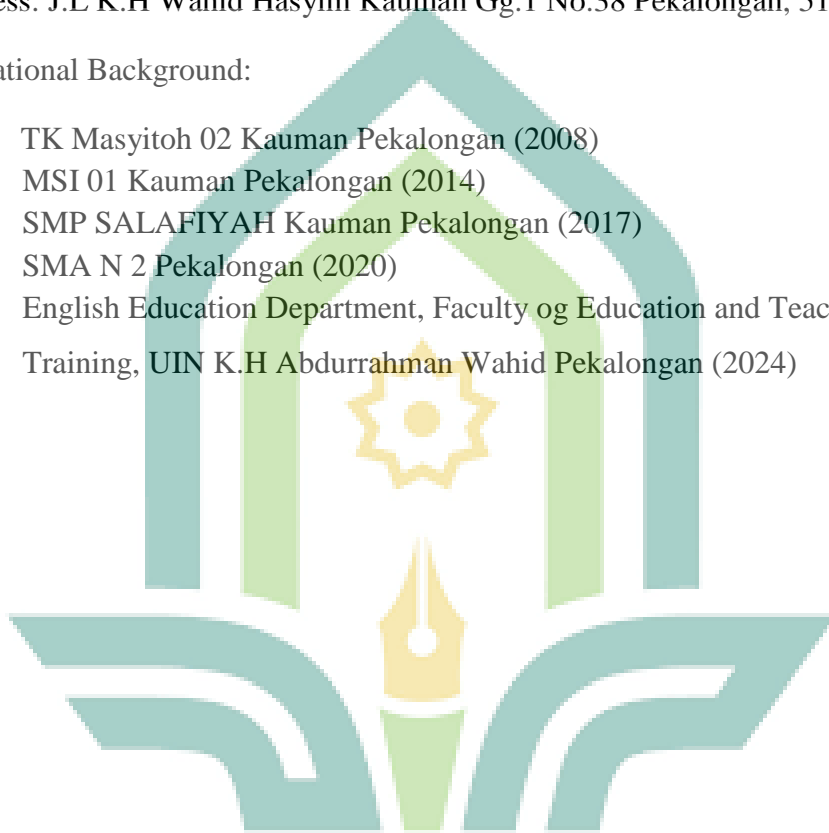 J.L K.H Wahid Hasyim Kauman Gg.1 No.38 Pekalongan, 51
ational Background:
TK Masyitoh 02 Kauman Pekalongan (2008)
MSI 01 Kauman Pekalongan (2014)
SMP SALAFIYAH Kauman Pekalongan (2017)
SMA N 2 Pekalongan (2020)
English Education Department, Faculty og Education and Teac
Training, UIN K.H Abdurrahman Wahid Pekalongan (2024)